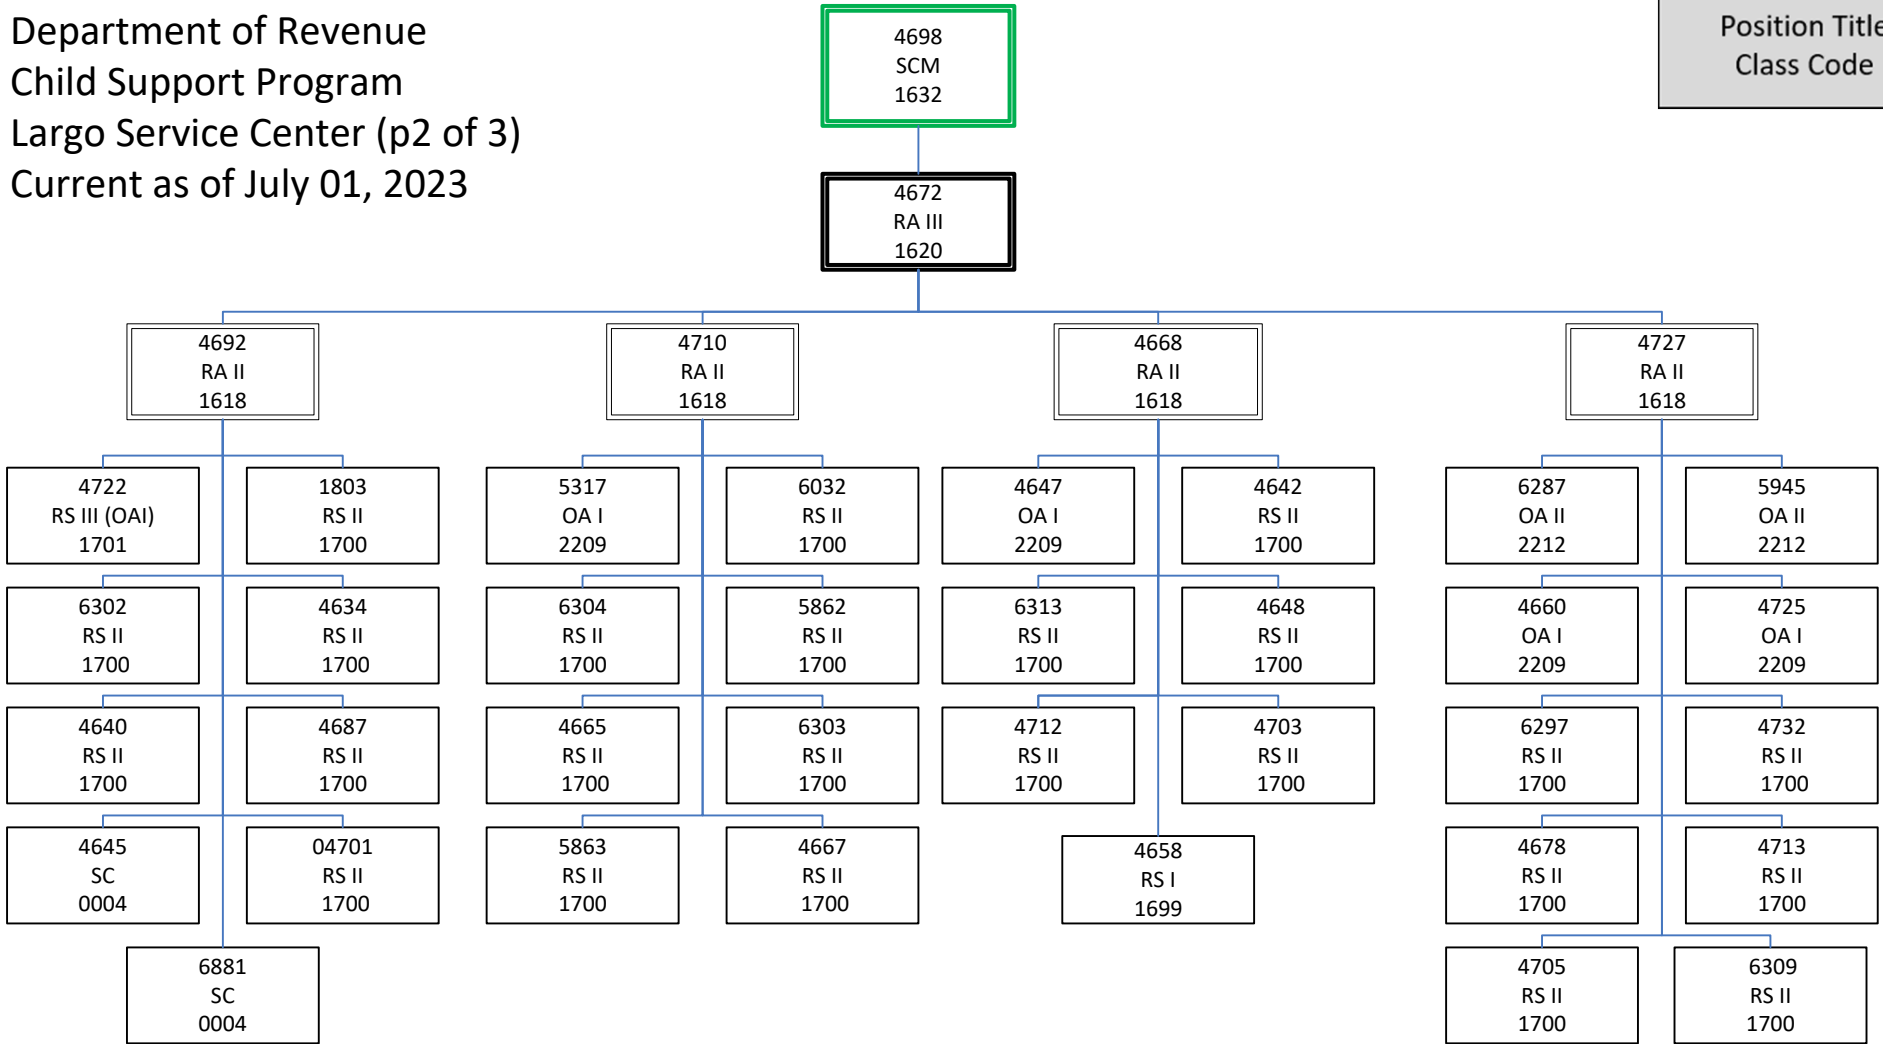 Department of Revenue
Child Support Program
Largo Service Center (p2 of 3)
Current as of July 01, 2023
Position Title
Class Code
4698
SCM
1632
4672
RA III
1620
4692
RA II
1618
4710
RA II
1618
4668
RA II
1618
4727
RA II
1618
4722
RS III (OAI)
1701
1803
RS II
1700
5317
OA I
2209
6032
RS II
1700
4647
OA I
2209
4642
RS II
1700
6287
OA II
2212
5945
OA II
2212
6302
RS II
1700
4634
RS II
1700
6304
RS II
1700
5862
RS II
1700
6313
RS II
1700
4648
RS II
1700
4660
OA I
2209
4725
OA I
2209
4640
RS II
1700
4687
RS II
1700
4665
RS II
1700
6303
RS II
1700
4712
RS II
1700
4703
RS II
1700
6297
RS II
1700
4732
RS II
1700
4645
SC
0004
04701
RS II
1700
5863
RS II
1700
4667
RS II
1700
4658
RS I
1699
4678
RS II
1700
4713
RS II
1700
6881
SC
0004
4705
RS II
1700
6309
RS II
1700